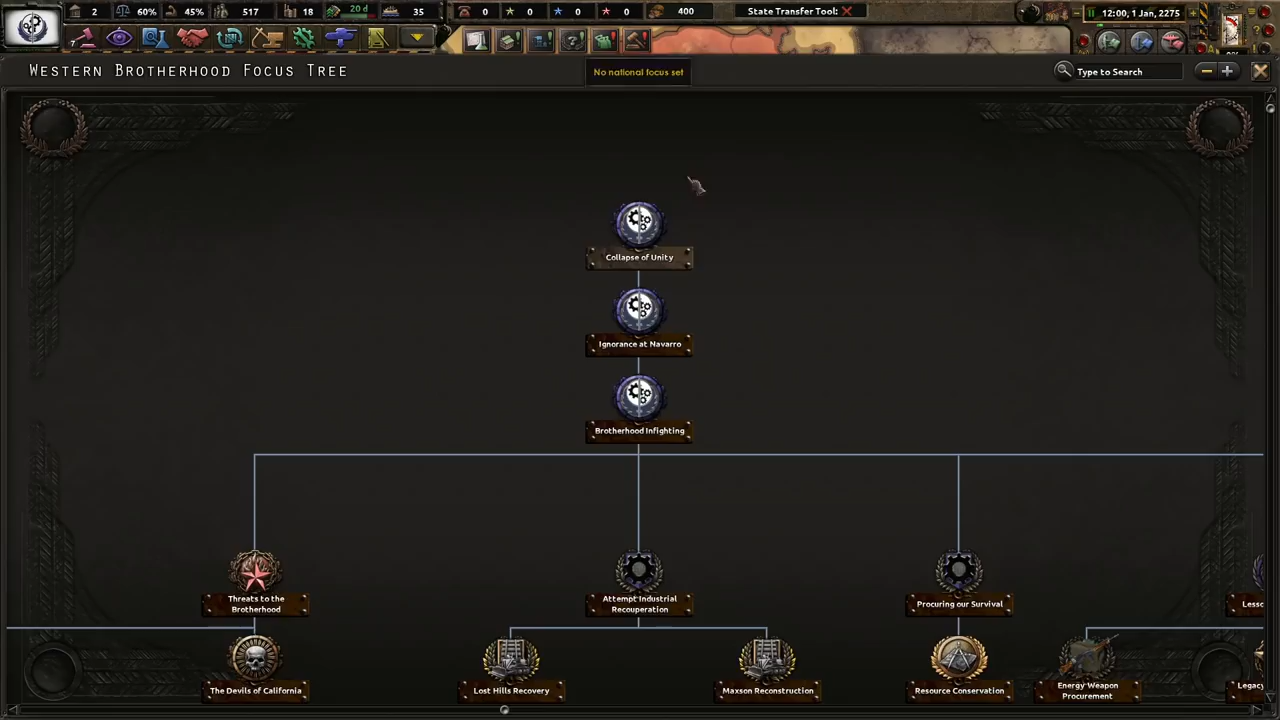 2 60% 45% 517 18 20 d 35 0 0 0 0 400 State Transfer Tool: 12:00, 1 Jan, 2275
WESTERN BROTHERHOOD FOCUS TREE
No national focus set
Type to Search
Collapse of Unity
Ignorance at Navarro
Brotherhood Infighting
Threats to the
Brotherhood
Attempt Industrial
Recouperation
Procuring our Survival
Lesso
The Devils of California
Lost Hills Recovery
Maxson Reconstruction
Resource Conservation
Energy Weapon
Procurement
Legacy